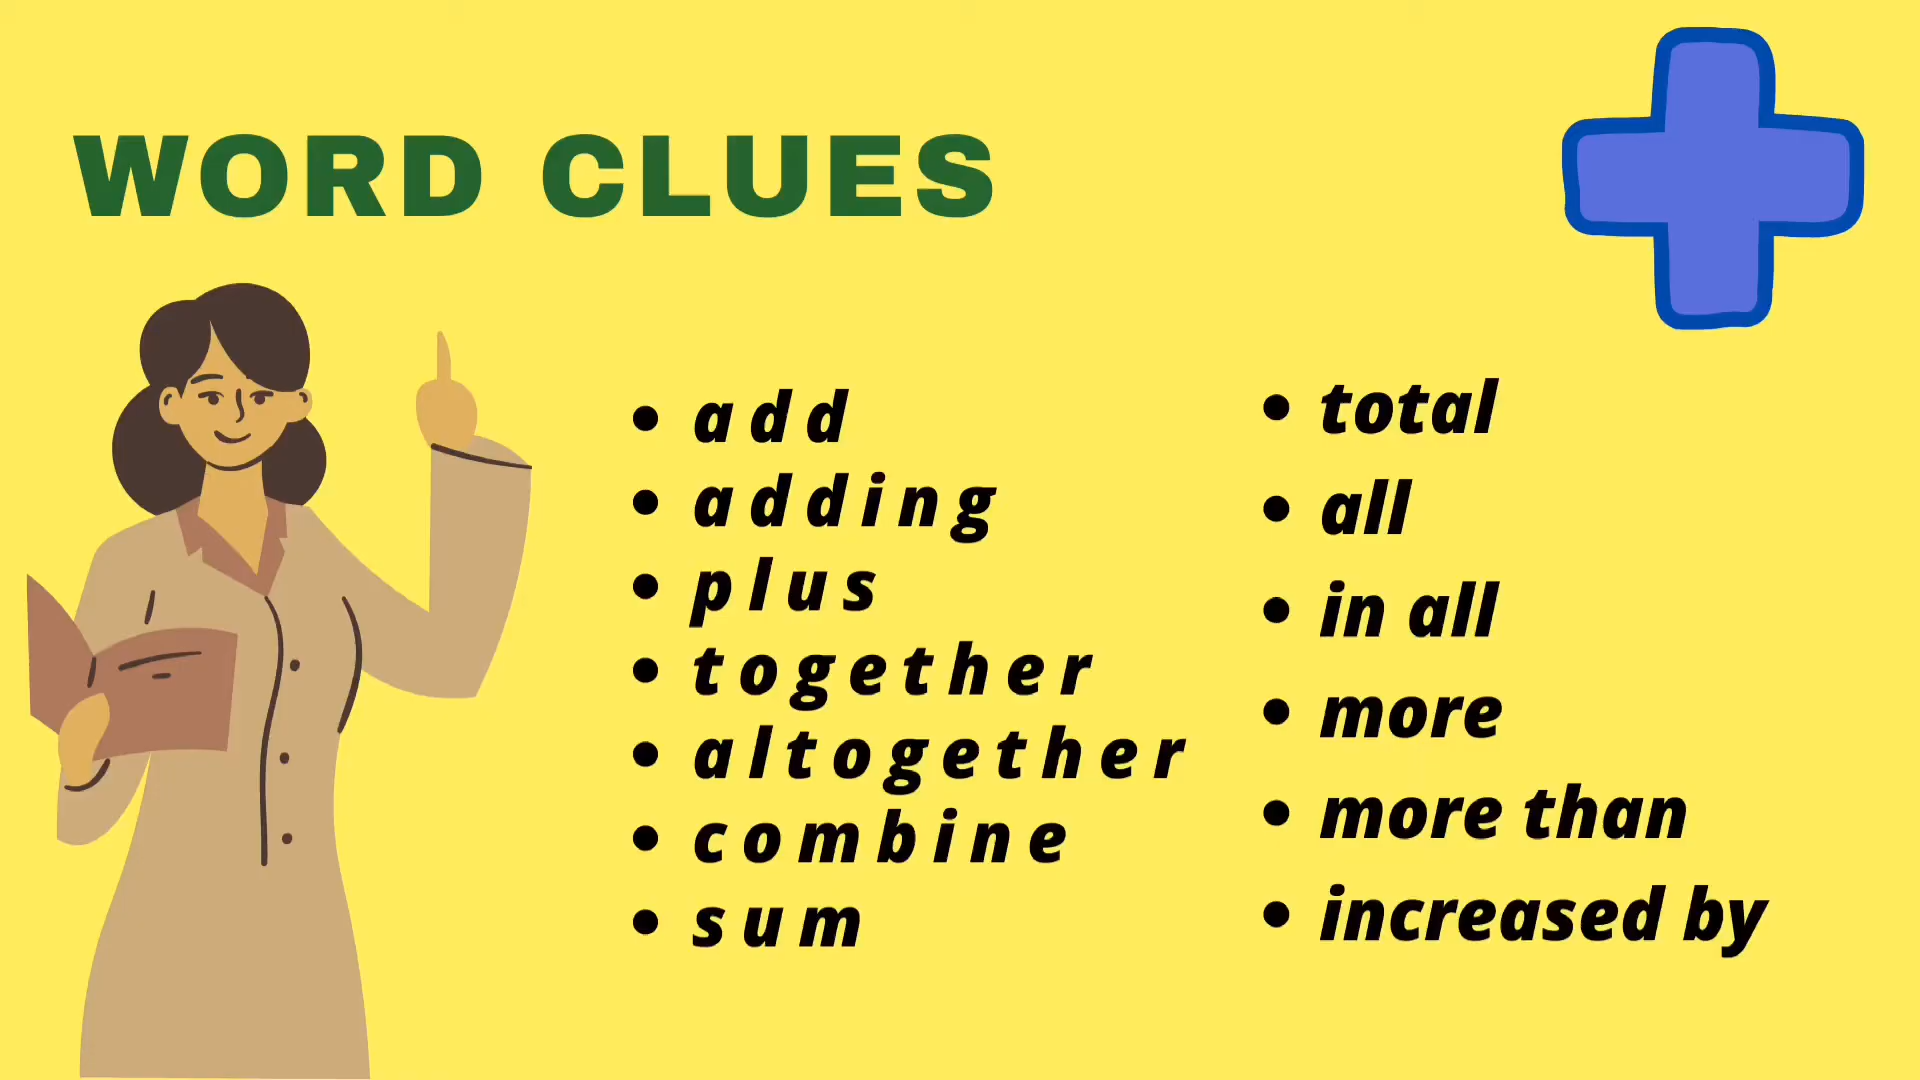 WORD CLUES
• add
• adding
• plus
• together
• altogether
• combine
• sum
• total
• all
• in all
• more
• more than
• increased by